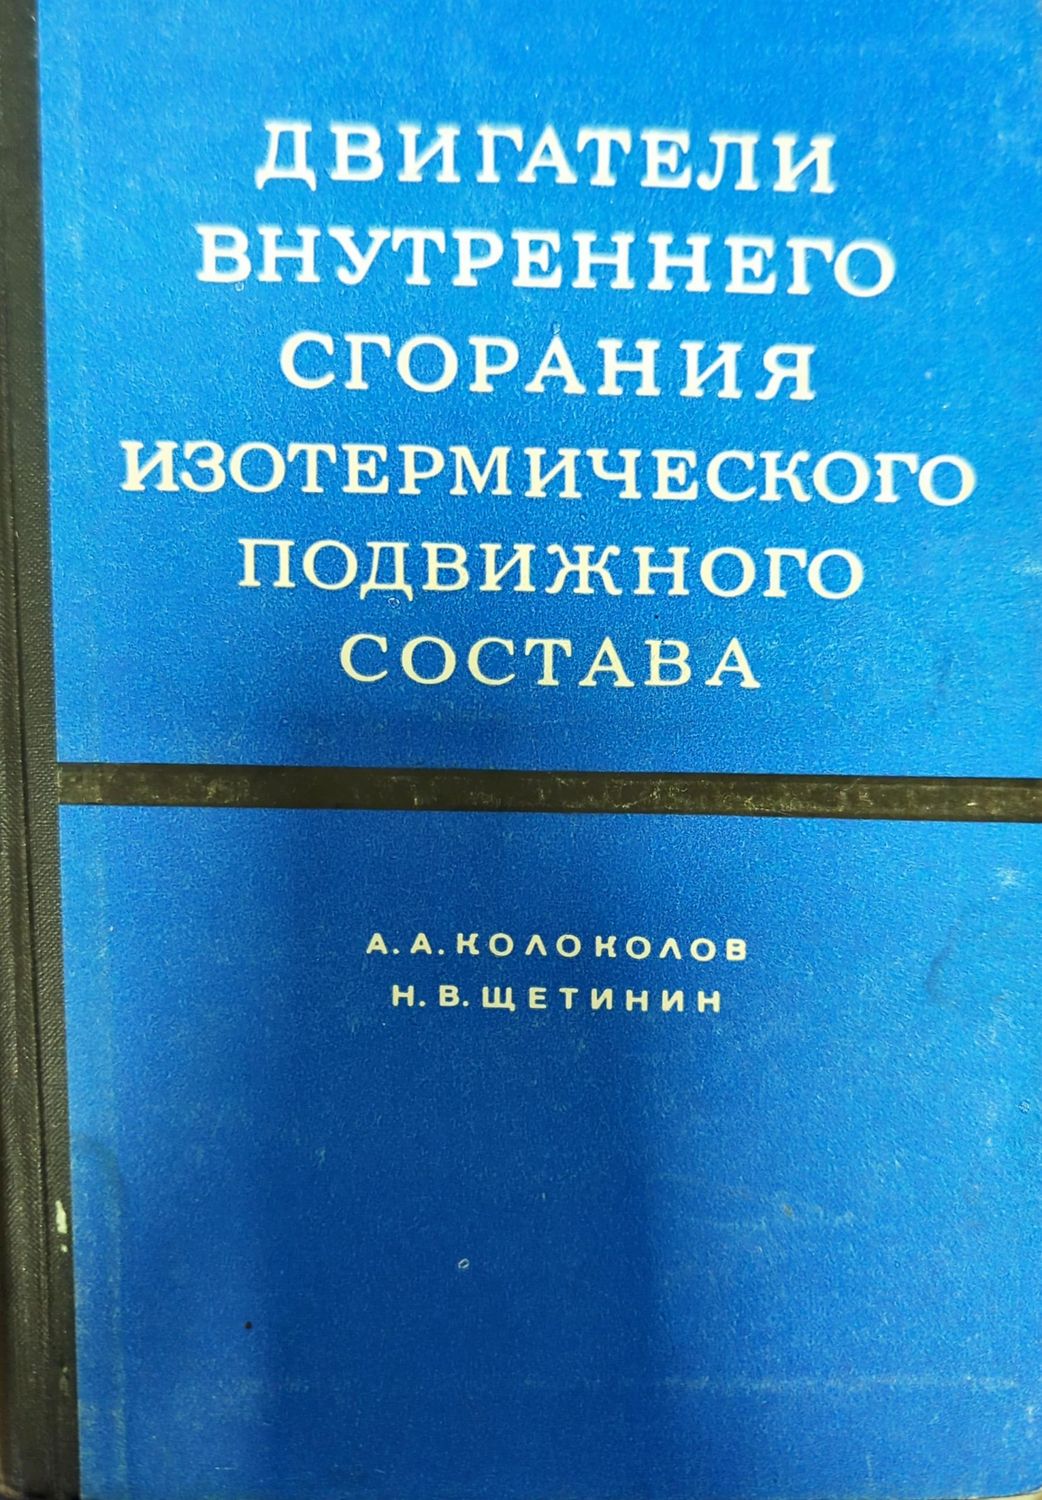 ДВИГАТЕЛИ
ВНУТРЕННЕГО
СГОРАНИЯ
ИЗОТЕРМИЧЕСКОГО
ПОДВИЖНОГО
СОСТАВА
А. А. КОЛОКОЛОВ
Н. В. ЩЕТИНИН